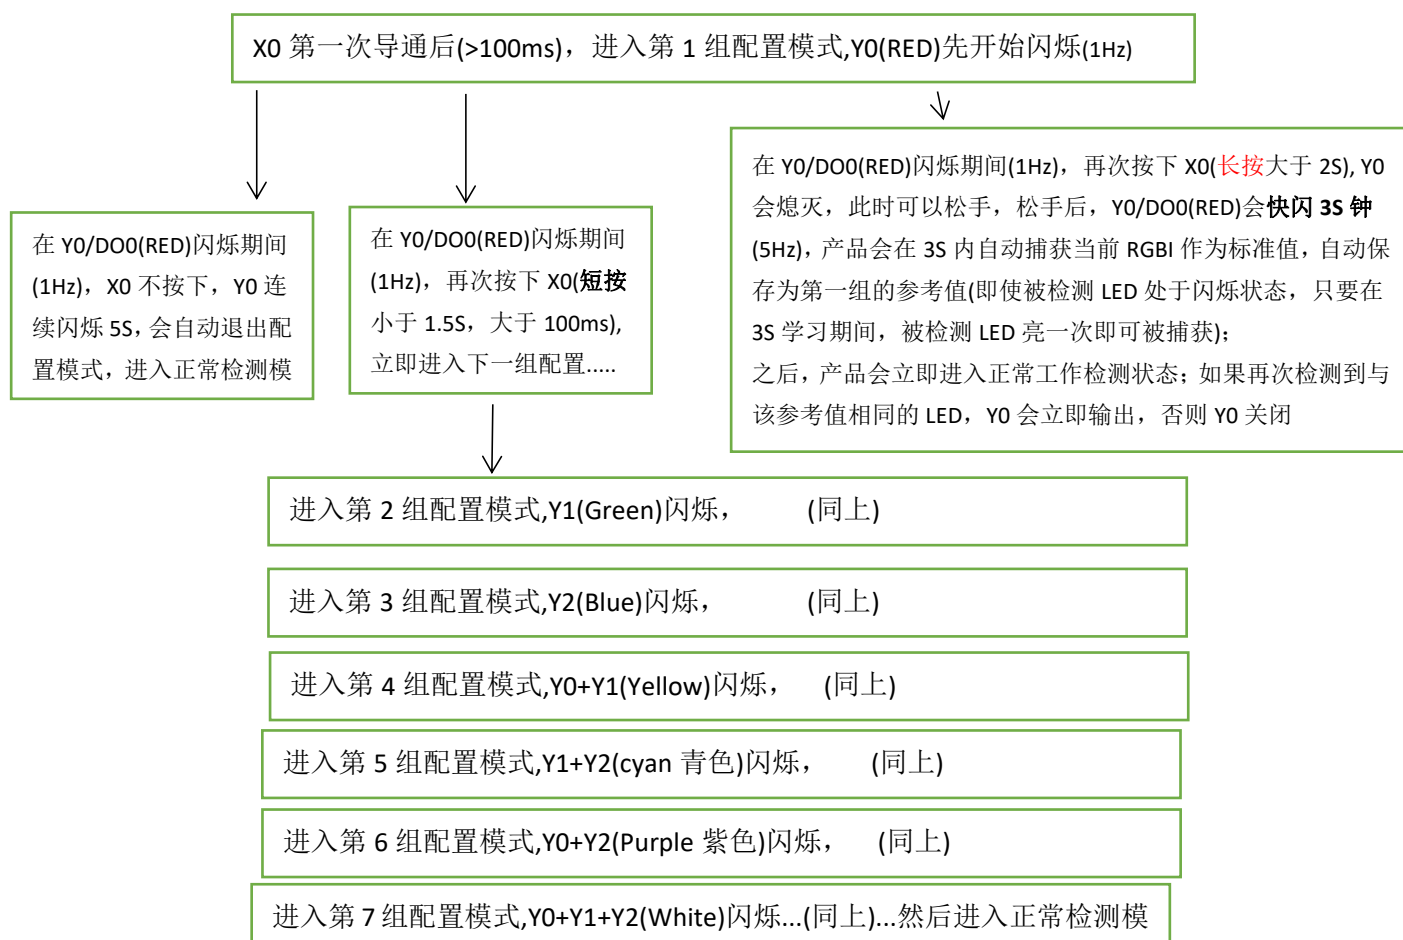 X0 第一次导通后(>100ms)，进入第 1 组配置模式,Y0(RED)先开始闪烁(1Hz)
在 Y0/DO0(RED)闪烁期间
(1Hz)，X0 不按下，Y0 连
续闪烁 5S，会自动退出配
置模式，进入正常检测模
在 Y0/DO0(RED)闪烁期间
(1Hz)，再次按下 X0(短按
小于 1.5S，大于 100ms),
立即进入下一组配置.....
在 Y0/DO0(RED)闪烁期间(1Hz)，再次按下 X0(长按大于 2S), Y0
会熄灭，此时可以松手，松手后，Y0/DO0(RED)会快闪 3S 钟
(5Hz)，产品会在 3S 内自动捕获当前 RGBI 作为标准值，自动保
存为第一组的参考值(即使被检测 LED 处于闪烁状态，只要在
3S 学习期间，被检测 LED 亮一次即可被捕获)；
之后，产品会立即进入正常工作检测状态；如果再次检测到与
该参考值相同的 LED，Y0 会立即输出，否则 Y0 关闭
进入第 2 组配置模式,Y1(Green)闪烁， (同上)
进入第 3 组配置模式,Y2(Blue)闪烁， (同上)
进入第 4 组配置模式,Y0+Y1(Yellow)闪烁， (同上)
进入第 5 组配置模式,Y1+Y2(cyan 青色)闪烁， (同上)
进入第 6 组配置模式,Y0+Y2(Purple 紫色)闪烁， (同上)
进入第 7 组配置模式,Y0+Y1+Y2(White)闪烁...(同上)...然后进入正常检测模